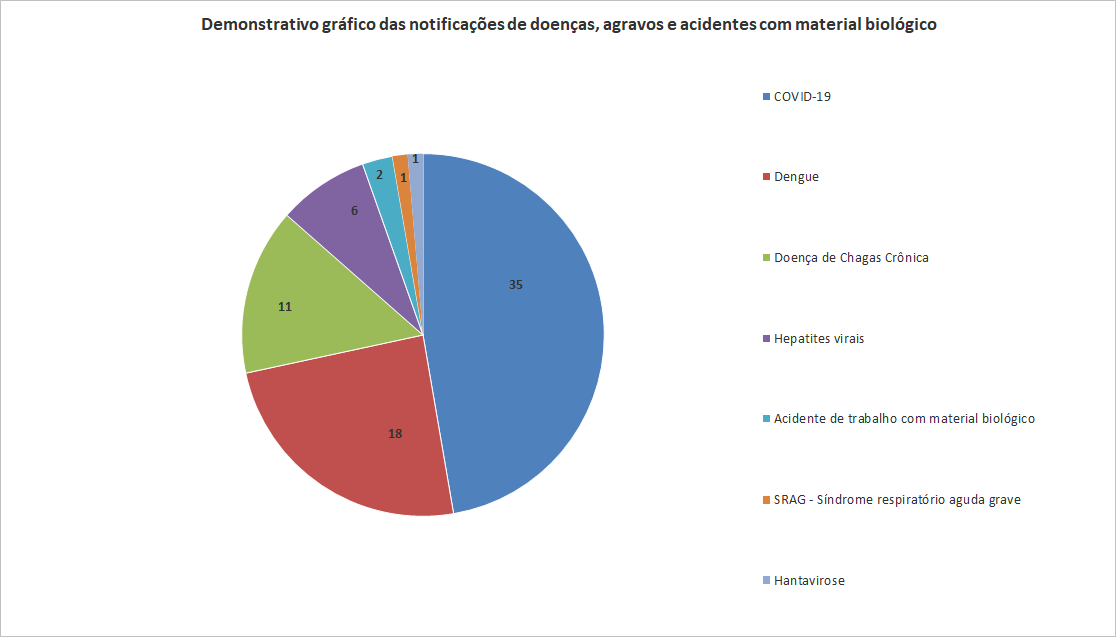 Demonstrativo gráfico das notificações de doenças, agravos e acidentes com material biológico
COVID-19
Dengue
Doença de Chagas Crônica
Hepatites virais
Acidente de trabalho com material biológico
SRAG - Síndrome respiratório aguda grave
Hantavirose
35
18
11
6
2
1
1